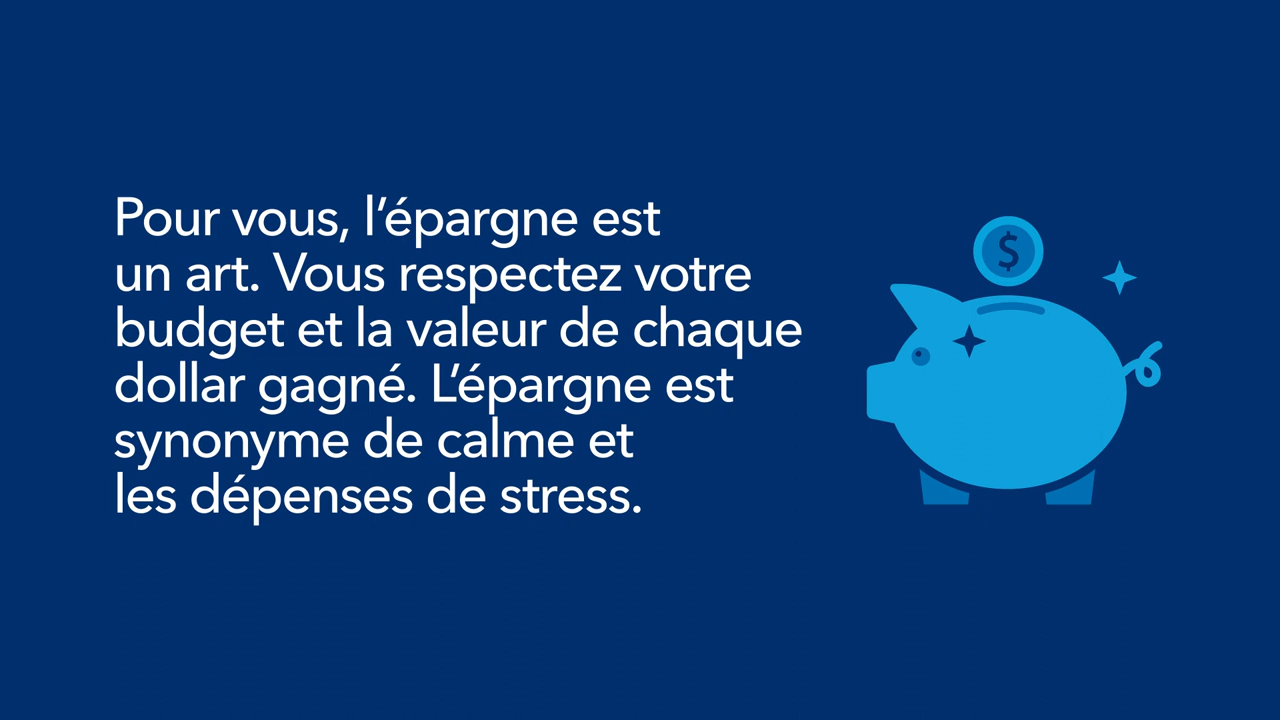 Pour vous, l’épargne est
un art. Vous respectez votre
budget et la valeur de chaque
dollar gagné. L’épargne est
synonyme de calme et
les dépenses de stress.
$